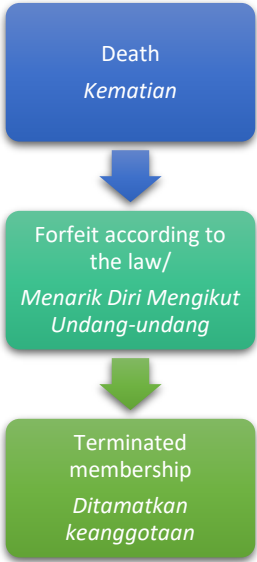 Death
Kematian
Forfeit according to
the law/
Menarik Diri Mengikut
Undang-undang
Terminated
membership
Ditamatkan
keanggotaan